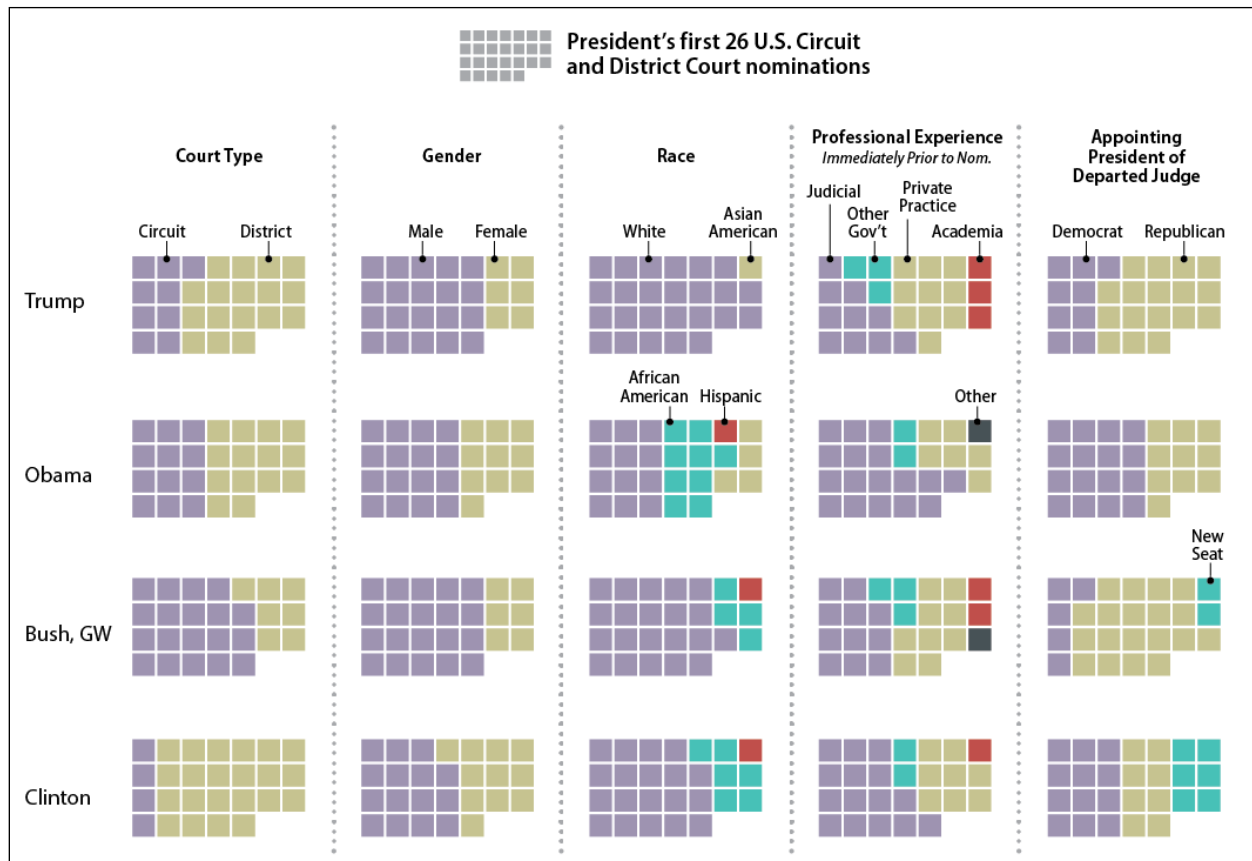 President's first 26 U.S. Circuit
and District Court nominations
Court Type
Gender
Race
Professional Experience
Immediately Prior to Nom.
Appointing
President of
Departed Judge
Circuit
District
Male
Female
White
Asian
American
Judicial
Other
Gov't
Private
Practice
Academia
Democrat
Republican
Trump
African
American
Hispanic
Other
Obama
New
Seat
Bush, GW
Clinton